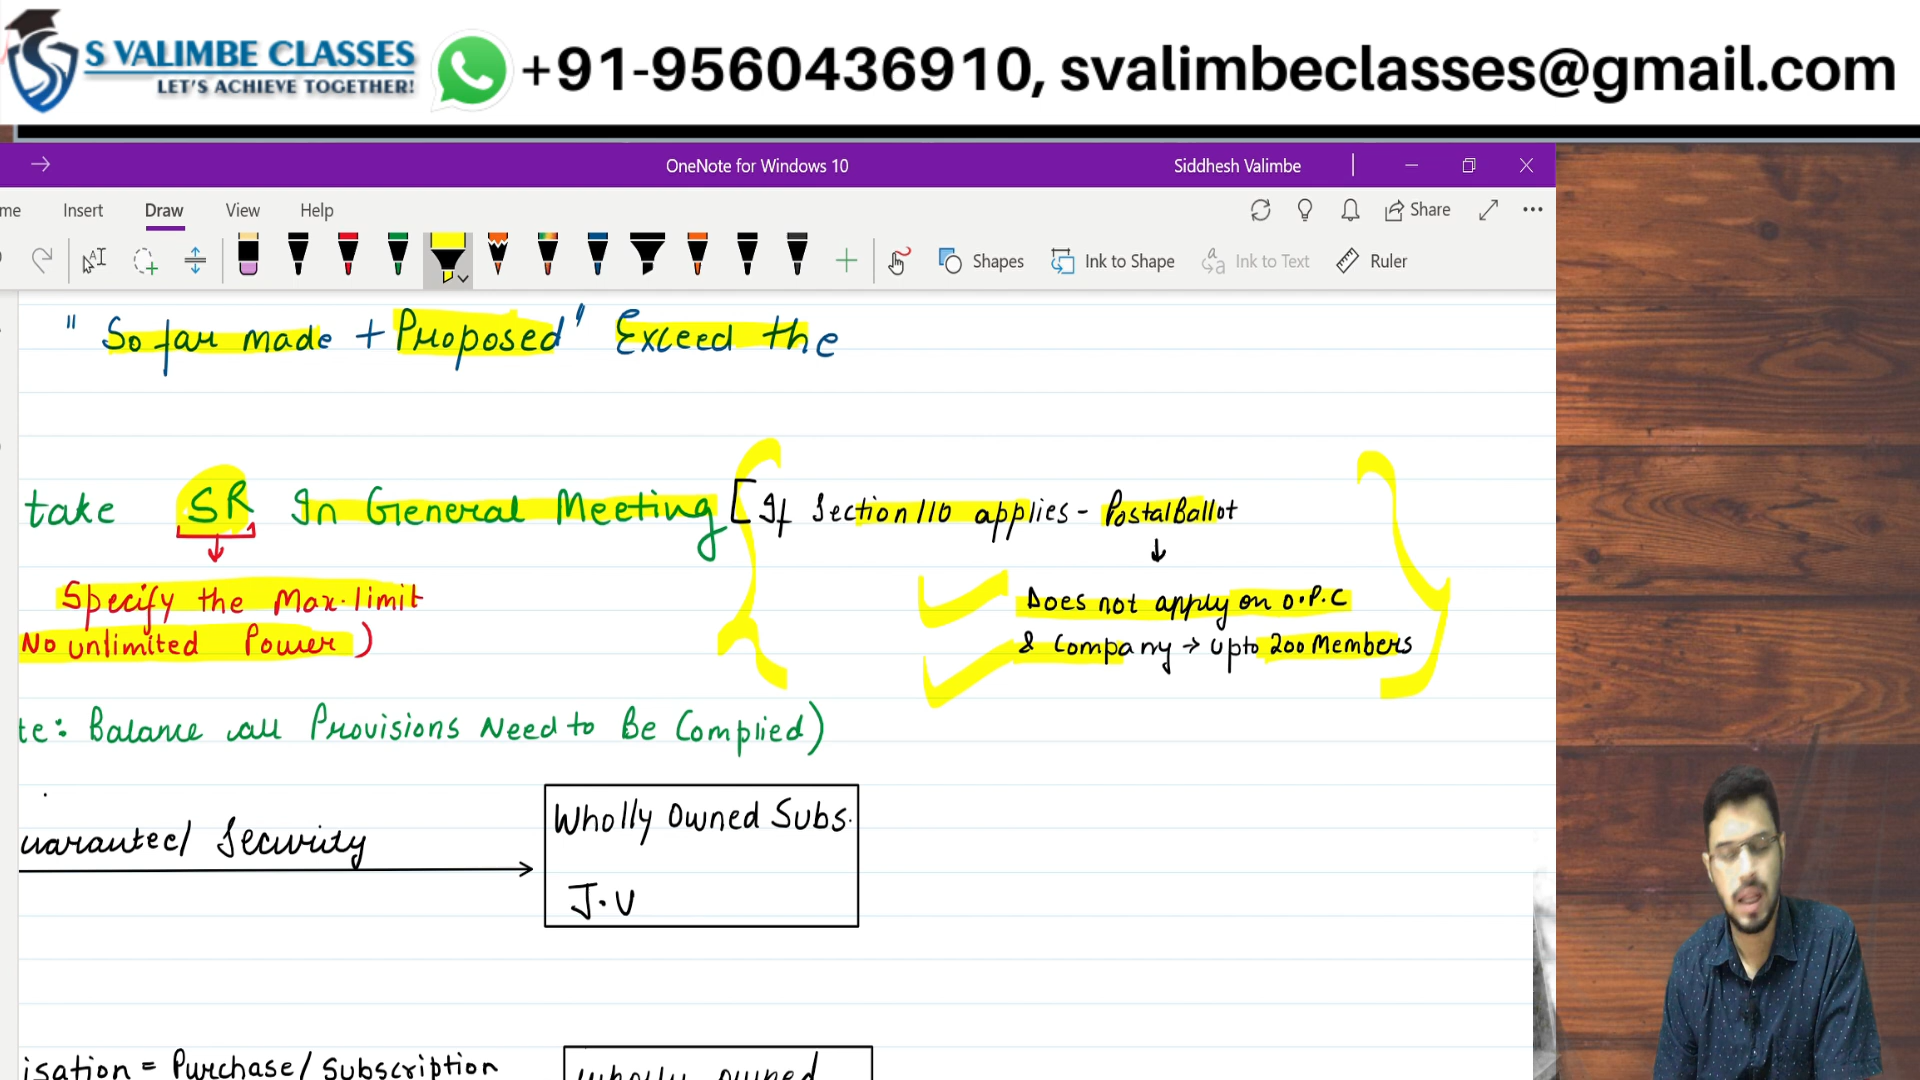 S VALIMBE CLASSES
LET'S ACHIEVE TOGETHER!
+91-9560436910, svalimbeclasses@gmail.com
OneNote for Windows 10
Siddhesh Valimbe
me Insert Draw View Help
Share
Shapes Ink to Shape Ink to Text Ruler
" So far made + Proposed " Exceed the
take SR In General Meeting [ If Section 110 applies - Postal Ballot
Specify the Max. limit
No unlimited Power )
Does not apply on O.P.C
& Company → upto 200 Members
te: Balance all Provisions Need to Be Complied)
uarantee/ Security
Wholly Owned Subs.
J.V
isation = Purchase/ Subscription
wholly owned